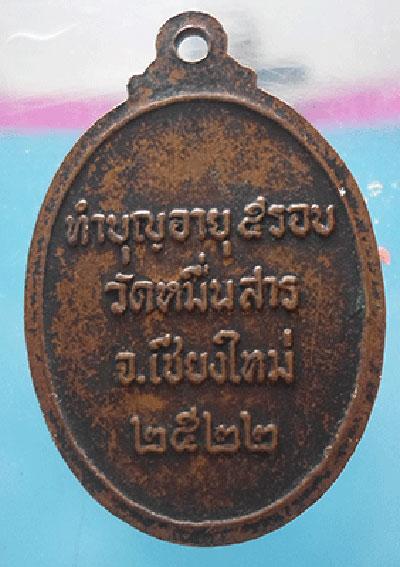 ทำบุญอายุ ๕รอบ
วัดหมื่นสาร
จ.เชียงใหม่
๒๕๒๒